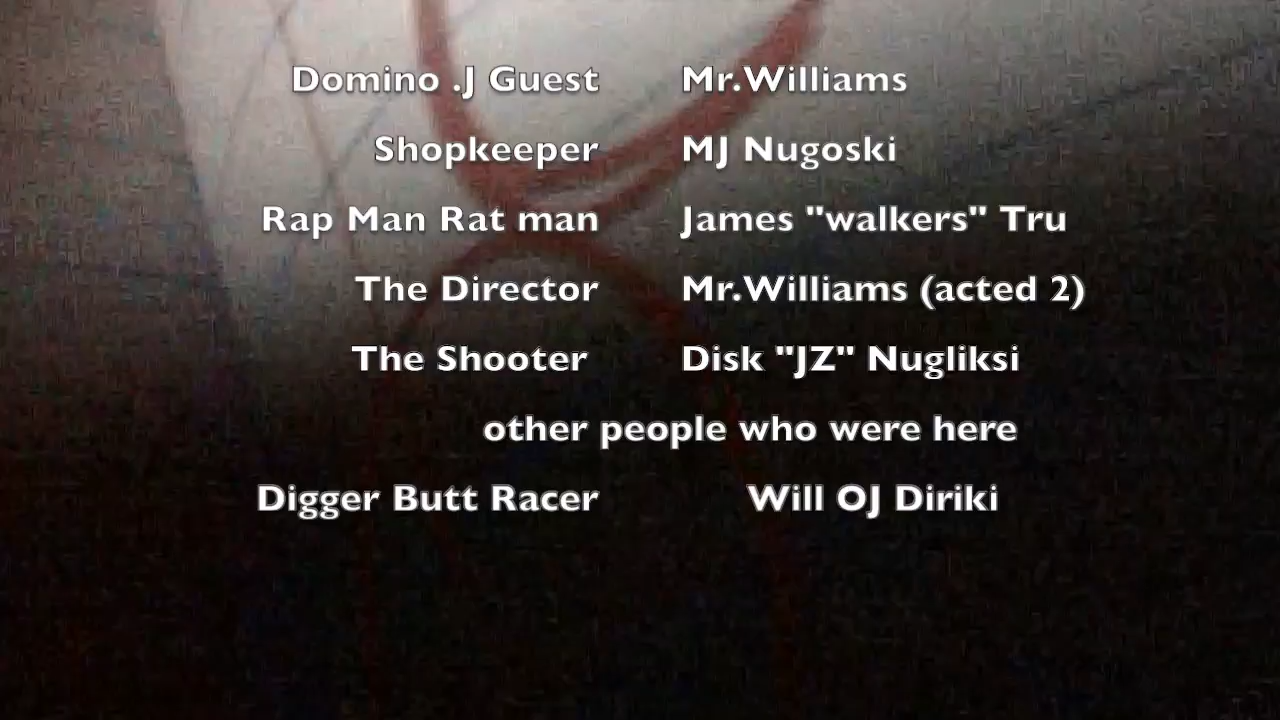 Domino .J Guest Mr.Williams
Shopkeeper MJ Nugoski
Rap Man Rat man James "walkers" Tru
The Director Mr.Williams (acted 2)
The Shooter Disk "JZ" Nugliksi
other people who were here
Digger Butt Racer Will OJ Diriki